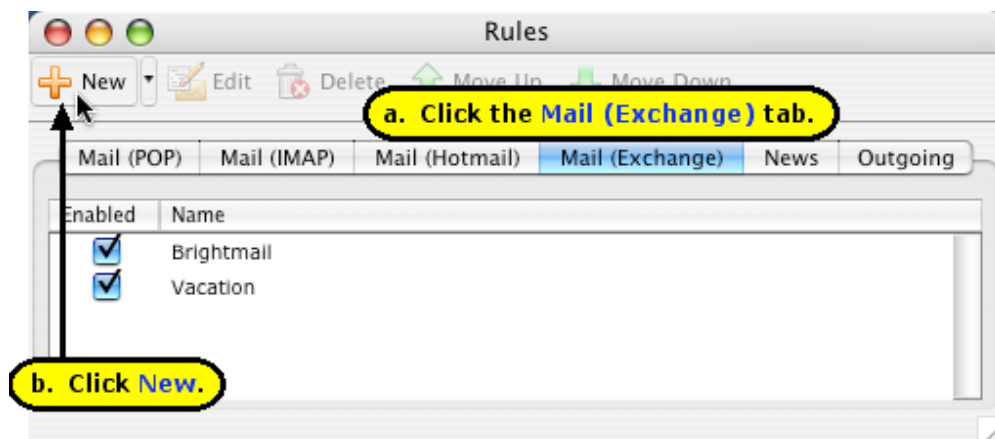 Rules
New Edit Delete Move Up Move Down
a. Click the Mail (Exchange) tab.
Mail (POP) Mail (IMAP) Mail (Hotmail) Mail (Exchange) News Outgoing
Enabled Name
Brightmail
Vacation
b. Click New.